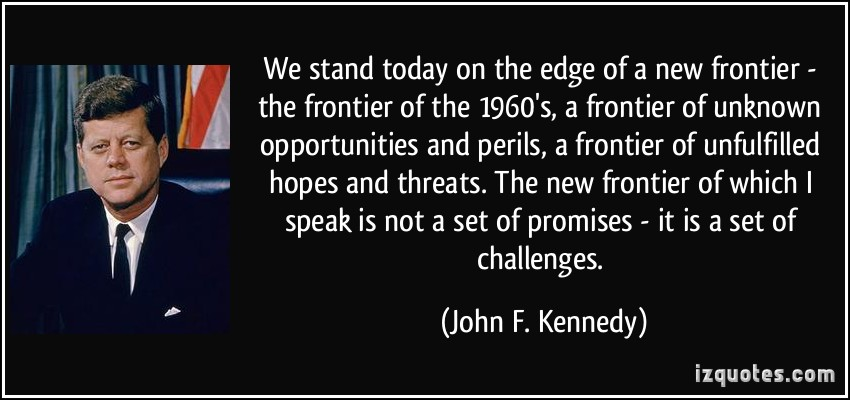 We stand today on the edge of a new frontier -
the frontier of the 1960's, a frontier of unknown
opportunities and perils, a frontier of unfulfilled
hopes and threats. The new frontier of which I
speak is not a set of promises - it is a set of
challenges.
(John F. Kennedy)
izquotes.com